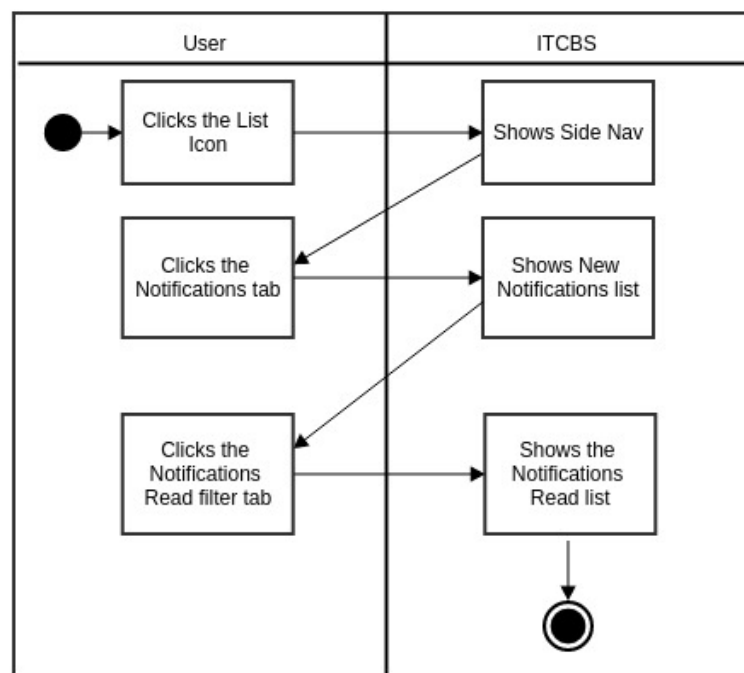 User
ITCBS
Clicks the List
Icon
Shows Side Nav
Clicks the
Notifications tab
Shows New
Notifications list
Clicks the
Notifications
Read filter tab
Shows the
Notifications
Read list